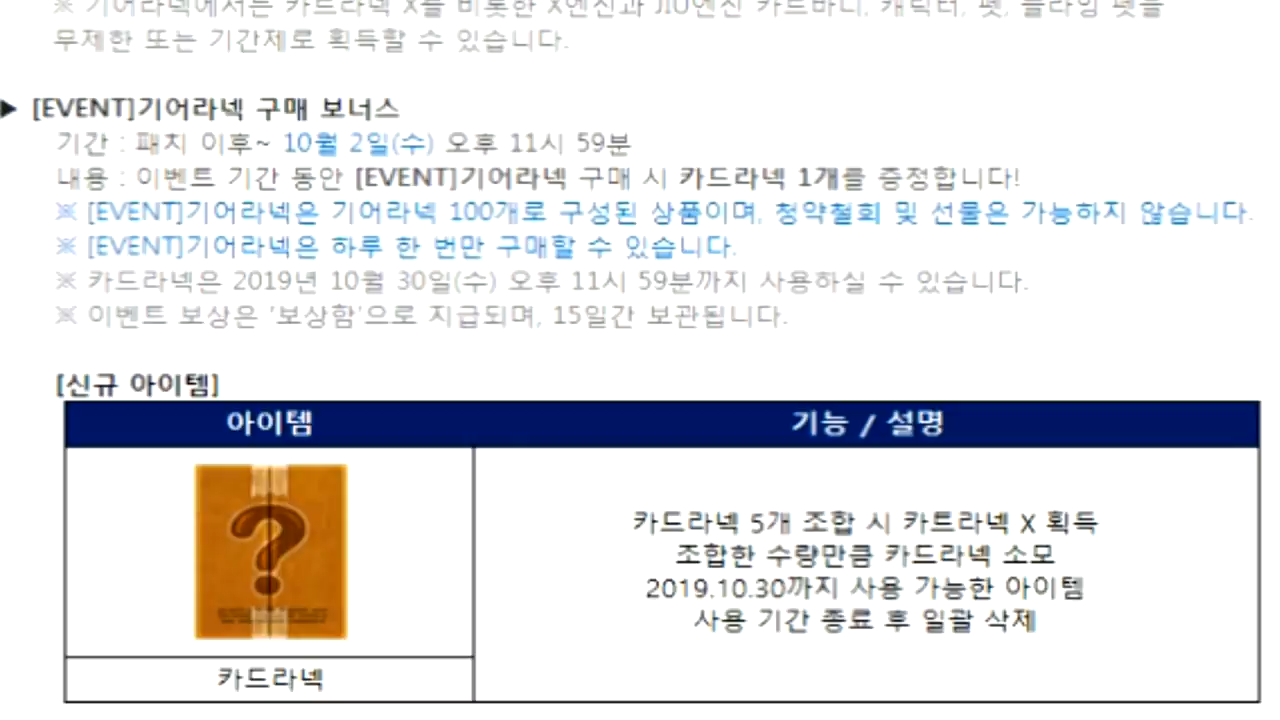 ※ 기어라넥에서는 카드라넥 X를 비롯한 X엔진과 JIU엔진 카트바디, 캐릭터, 펫, 플라잉 펫을
무제한 또는 기간제로 획득할 수 있습니다.
▶ [EVENT]기어라넥 구매 보너스
기간 : 패치 이후~ 10월 2일(수) 오후 11시 59분
내용 : 이벤트 기간 동안 [EVENT]기어라넥 구매 시 카드라넥 1개를 증정합니다!
※ [EVENT]기어라넥은 기어라넥 100개로 구성된 상품이며, 청약철회 및 선물은 가능하지 않습니다.
※ [EVENT]기어라넥은 하루 한 번만 구매할 수 있습니다.
※ 카드라넥은 2019년 10월 30일(수) 오후 11시 59분까지 사용하실 수 있습니다.
※ 이벤트 보상은 '보상함'으로 지급되며, 15일간 보관됩니다.
[신규 아이템]
아이템 기능 / 설명
카드라넥 5개 조합 시 카트라넥 X 획득
조합한 수량만큼 카드라넥 소모
2019.10.30까지 사용 가능한 아이템
사용 기간 종료 후 일괄 삭제
?
카드라넥